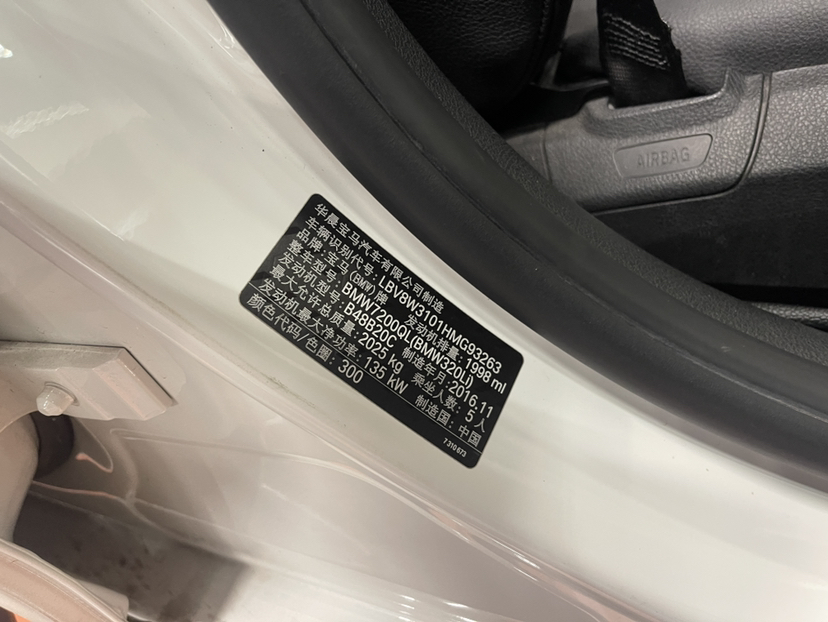 AIRBAG
华晨宝马汽车有限公司制造
车辆识别代号: LBV8W3101HMG93263
品牌: 宝马(BMW)牌 发动机排量: 1998 ml
整车型号: BMW7200QL(BMW320Li)
发动机型号: B48B20C 制造年月: 2016.11
最大允许总质量: 2025 kg 乘坐人数: 5 人
发动机最大净功率: 135 kW 制造国: 中国
颜色代码/色圈: 300
7 310 673